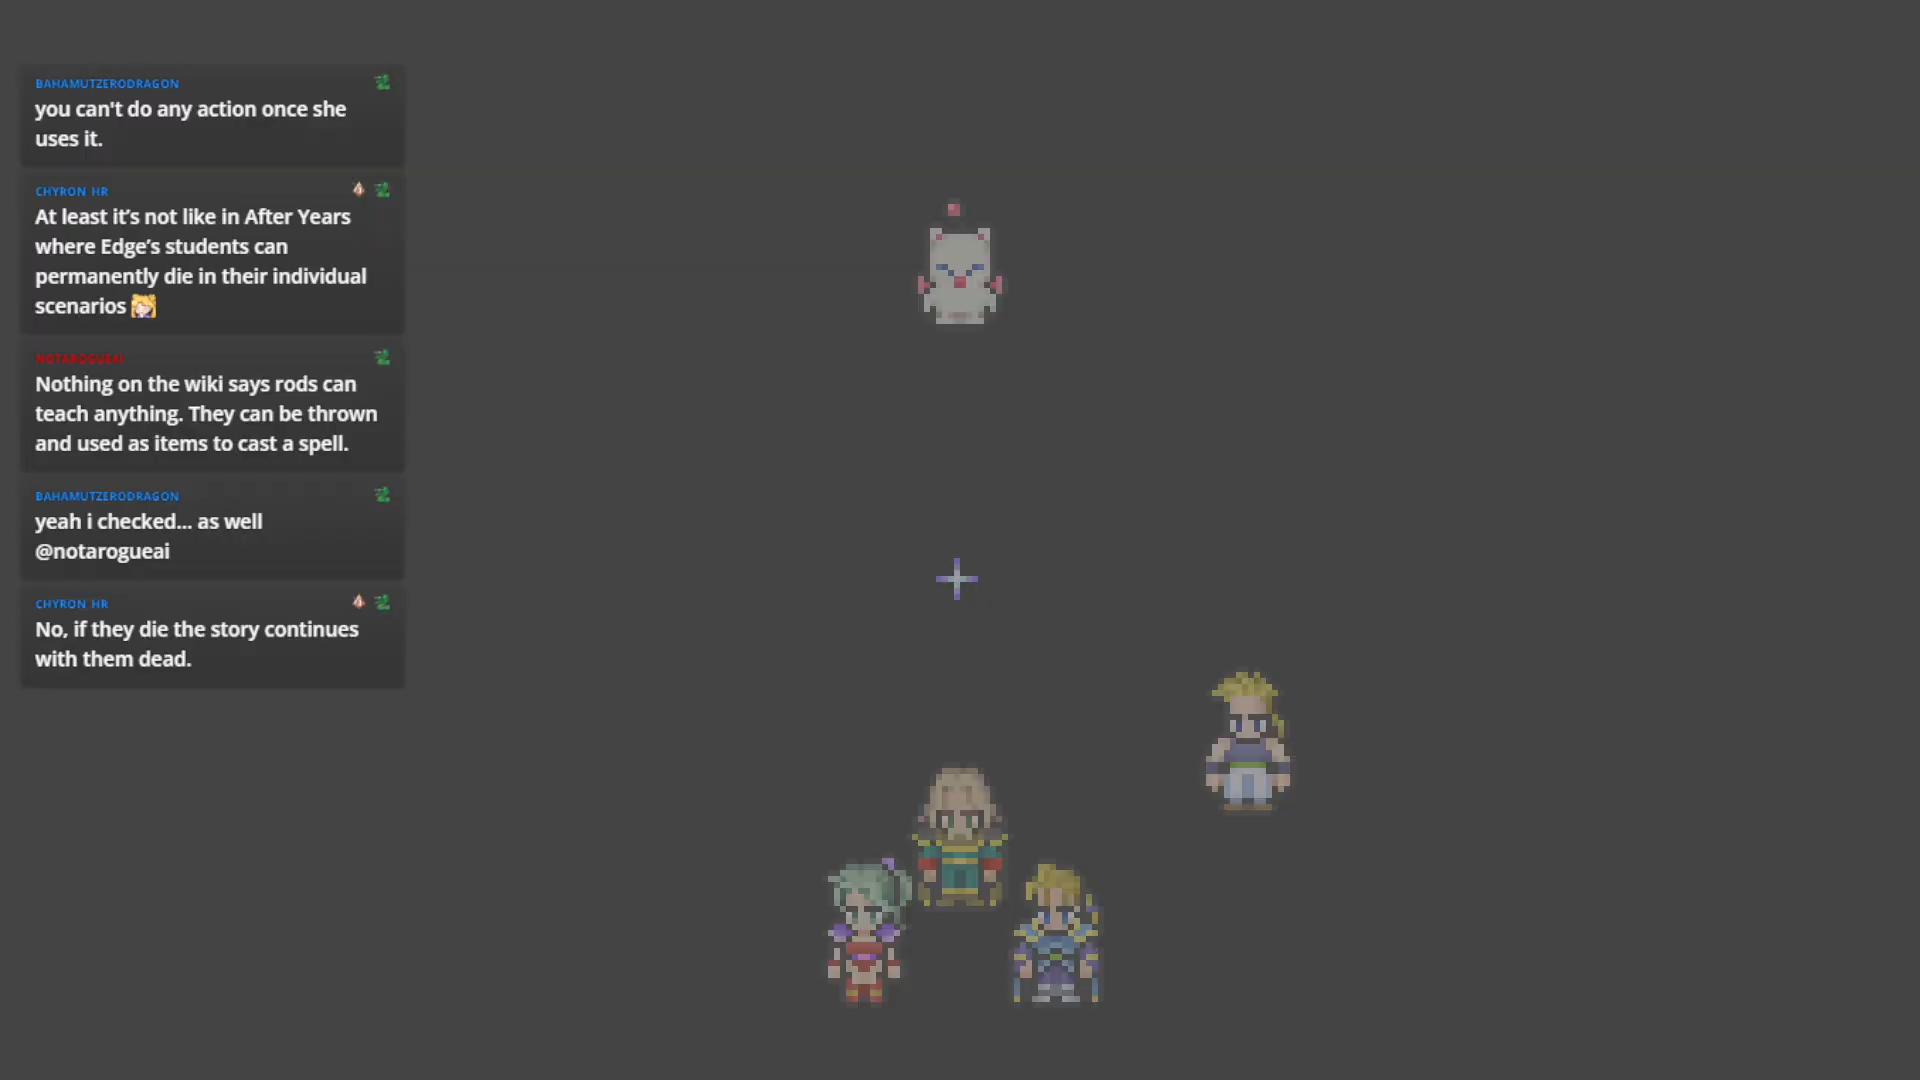 BAHAMUTZERODRAGON
you can't do any action once she
uses it.
CHYRON HR
At least it's not like in After Years
where Edge's students can
permanently die in their individual
scenarios
NOTAROGUEAI
Nothing on the wiki says rods can
teach anything. They can be thrown
and used as items to cast a spell.
BAHAMUTZERODRAGON
yeah i checked... as well
@notarogueai
CHYRON HR
No, if they die the story continues
with them dead.